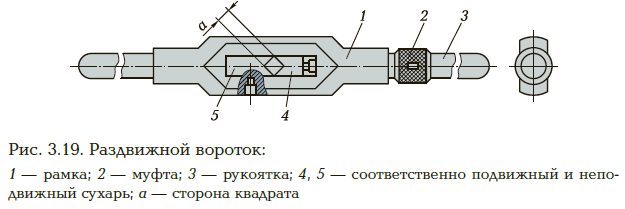 a
1
2
3
5
4
Рис. 3.19. Раздвижной вороток:
1 — рамка; 2 — муфта; 3 — рукоятка; 4, 5 — соответственно подвижный и непо-
движный сухарь; a — сторона квадрата